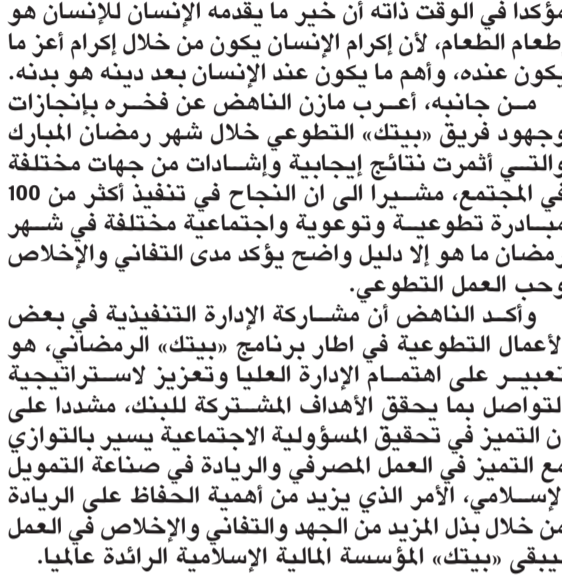 مؤكدا في الوقت ذاته أن خير ما يقدمه الإنسان للإنسان هو
إطعام الطعام، لأن إكرام الإنسان يكون من خلال إكرام أعز ما
يكون عنده، وأهم ما يكون عند الإنسان بعد دينه هو بدنه.
من جانبه، أعرب مازن الناهض عن فخره بإنجازات
وجهود فريق «بيتك» التطوعي خلال شهر رمضان المبارك
والتي أثمرت نتائج إيجابية وإشادات من جهات مختلفة
في المجتمع، مشيرا الى ان النجاح في تنفيذ أكثر من 100
مبادرة تطوعية وتوعوية واجتماعية مختلفة في شهر
رمضان ما هو إلا دليل واضح يؤكد مدى التفاني والإخلاص
وحب العمل التطوعي.
وأكد الناهض أن مشاركة الإدارة التنفيذية في بعض
الأعمال التطوعية في اطار برنامج «بيتك» الرمضاني، هو
تعبير على اهتمام الإدارة العليا وتعزيز لاستراتيجية
التواصل بما يحقق الأهداف المشتركة للبنك، مشددا على
أن التميز في تحقيق المسؤولية الاجتماعية يسير بالتوازي
مع التميز في العمل المصرفي والريادة في صناعة التمويل
الإسلامي، الأمر الذي يزيد من أهمية الحفاظ على الريادة
من خلال بذل المزيد من الجهد والتفاني والإخلاص في العمل
ليبقى «بيتك» المؤسسة المالية الإسلامية الرائدة عالميا.